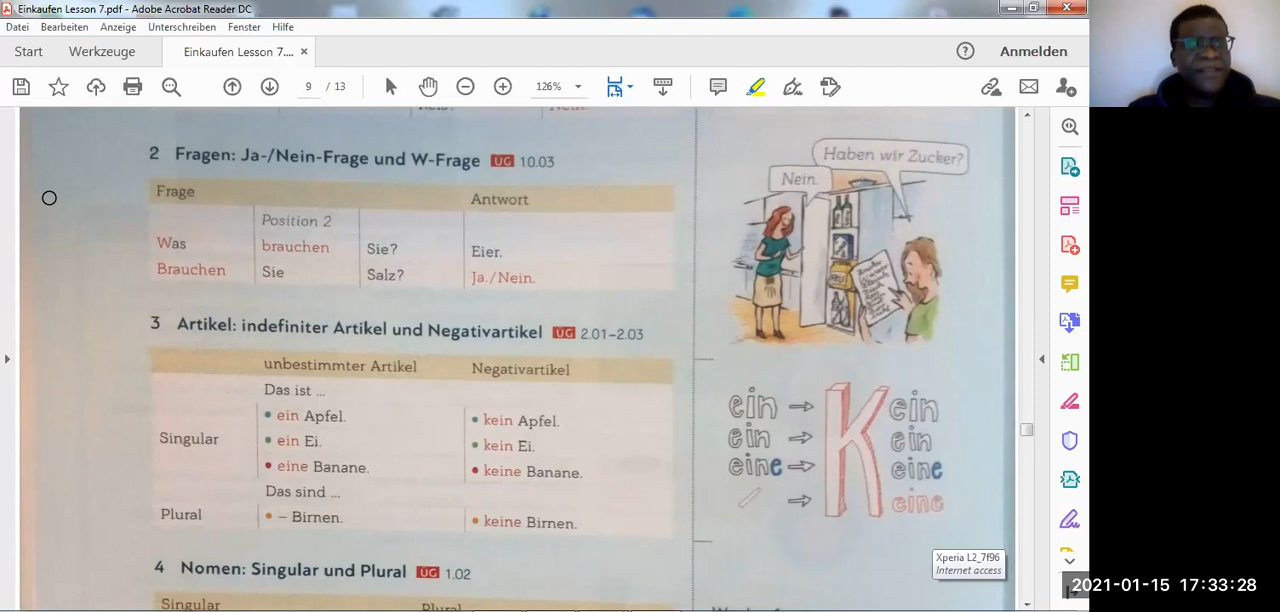 Einkaufen Lesson 7.pdf - Adobe Acrobat Reader DC
Datei Bearbeiten Anzeige Unterschreiben Fenster Hilfe
Start Werkzeuge Einkaufen Lesson 7.... × Anmelden
9 / 13 126%
2 Fragen: Ja-/Nein-Frage und W-Frage UG 10.03
Frage Antwort
Position 2
Was brauchen Sie? Eier.
Brauchen Sie Salz? Ja./Nein.
Haben wir Zucker?
Nein.
3 Artikel: indefiniter Artikel und Negativartikel UG 2.01–2.03
unbestimmter Artikel Negativartikel
Das ist ...
• ein Apfel. • kein Apfel.
Singular • ein Ei. • kein Ei.
• eine Banane. • keine Banane.
Das sind ...
Plural • – Birnen. • keine Birnen.
ein → K ein
ein → ein
eine → eine
/ → eine
4 Nomen: Singular und Plural UG 1.02
Singular Plural
Xperia L2_7f96
Internet access
2021-01-15 17:33:28